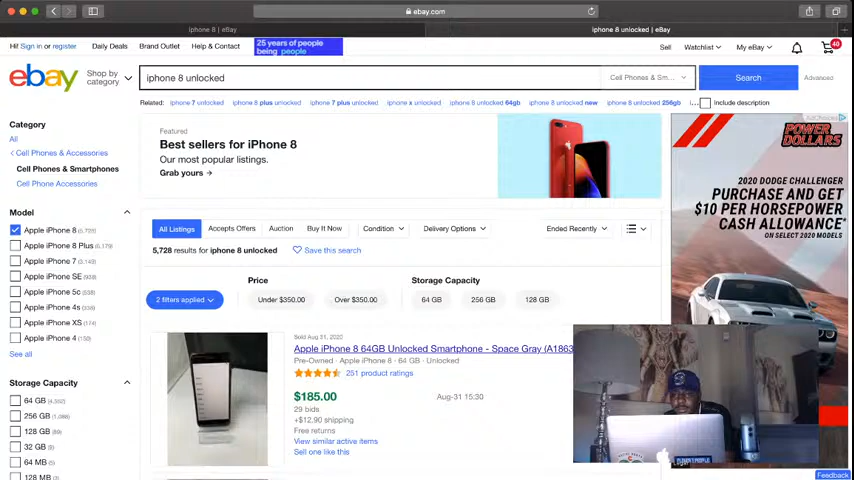 ebay.com
iphone 8 | eBay
iphone 8 unlocked | eBay
Hi! Sign in or register
Daily Deals
Brand Outlet
Help & Contact
25 years of people
being people
Sell
Watchlist
My eBay
40
ebay
Shop by
category
iphone 8 unlocked
Cell Phones & Sm...
Search
Advanced
Related:
iphone 7 unlocked
iphone 8 plus unlocked
iphone 7 plus unlocked
iphone x unlocked
iphone 8 unlocked 64gb
iphone 8 unlocked new
iphone 8 unlocked 256gb
Include description
Category
All
Cell Phones & Accessories
Cell Phones & Smartphones
Cell Phone Accessories
Model
Apple iPhone 8
Apple iPhone 8 Plus
Apple iPhone 7
Apple iPhone SE
Apple iPhone 5c
Apple iPhone 4s
Apple iPhone XS (174)
Apple iPhone 4
See all
Storage Capacity
64 GB
256 GB
128 GB
32 GB
64 MB
128 MB
Featured
Best sellers for iPhone 8
Our most popular listings.
Grab yours →
All Listings
Accepts Offers
Auction
Buy It Now
Condition
Delivery Options
Ended Recently
5,728 results for iphone 8 unlocked
Save this search
2 filters applied
Price
Under $350.00
Over $350.00
Storage Capacity
64 GB
256 GB
128 GB
Sold Aug 31, 2022
Apple iPhone 8 64GB Unlocked Smartphone - Space Gray (A1863
Pre-Owned · Apple iPhone 8 · 64 GB · Unlocked
251 product ratings
$185.00
Aug-31 15:30
29 bids
+$12.90 shipping
Free returns
View similar active items
Sell one like this
AdChoices
POWER
DOLLARS
2020 DODGE CHALLENGER
PURCHASE AND GET
$10 PER HORSEPOWER
CASH ALLOWANCE*
ON SELECT 2020 MODELS
Feedback